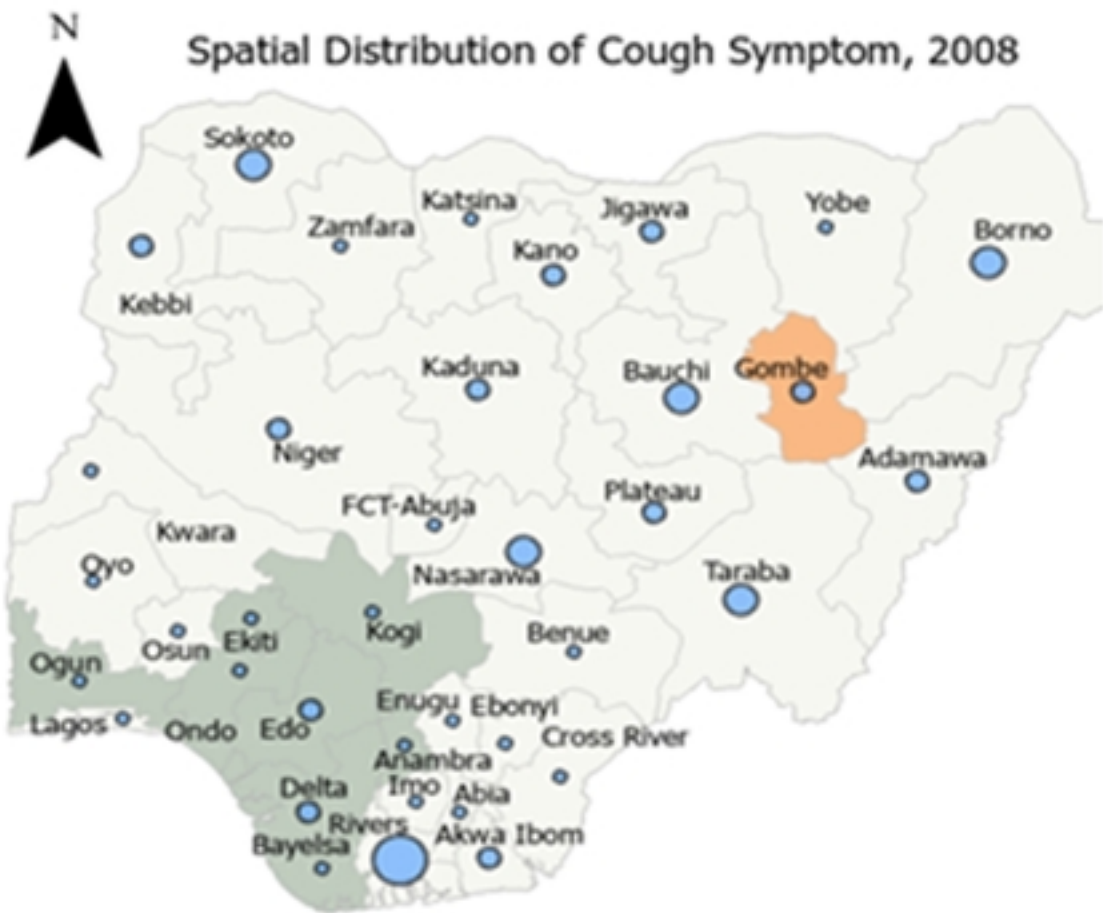 N
Spatial Distribution of Cough Symptom, 2008
Sokoto
Katsina
Jigawa
Yobe
Zamfara
Borno
Kano
Kebbi
Kaduna
Bauchi
Gombe
Niger
Adamawa
Plateau
FCT-Abuja
Kwara
Oyo
Nasarawa
Taraba
Kogi
Benue
Ekiti
Osun
Ogun
Enugu
Ebonyi
Lagos
Ondo
Edo
Cross River
Anambra
Imo
Delta
Abia
Rivers
Akwa Ibom
Bayelsa